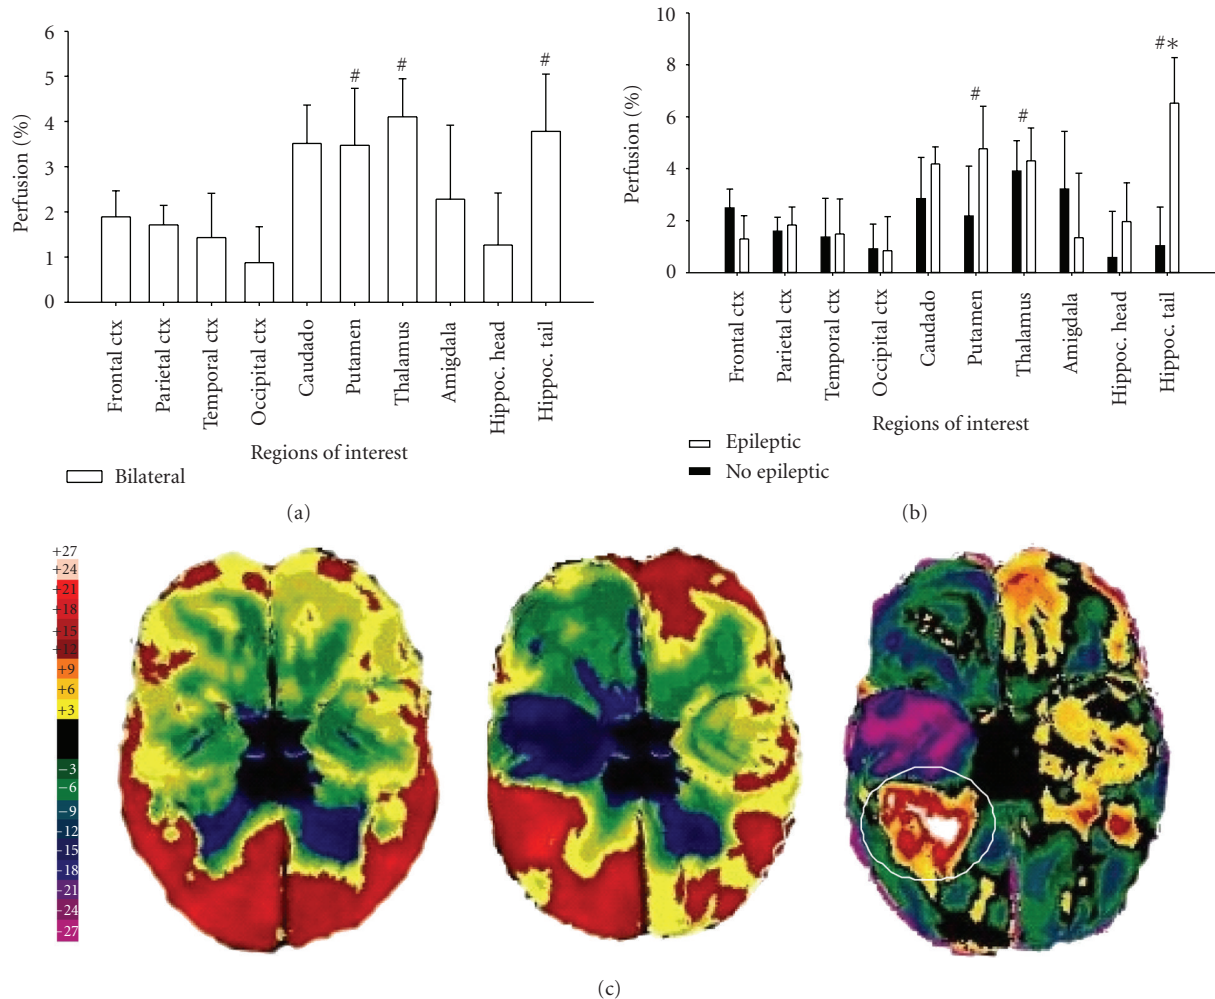 6
5
4
3
2
1
0
Perfusion (%)
#
#
#
Frontal ctx
Parietal ctx
Temporal ctx
Occipital ctx
Caudado
Putamen
Thalamus
Amigdala
Hippoc. head
Hippoc. tail
Regions of interest
Bilateral
(a)
10
8
6
4
2
0
Perfusion (%)
#
#
#*
Frontal ctx
Parietal ctx
Temporal ctx
Occipital ctx
Caudado
Putamen
Thalamus
Amigdala
Hippoc. head
Hippoc. tail
Regions of interest
Epileptic
No epileptic
(b)
+27
+24
+21
+18
+15
+12
+9
+6
+3
−3
−6
−9
−12
−15
−18
−21
−24
−27
(c)